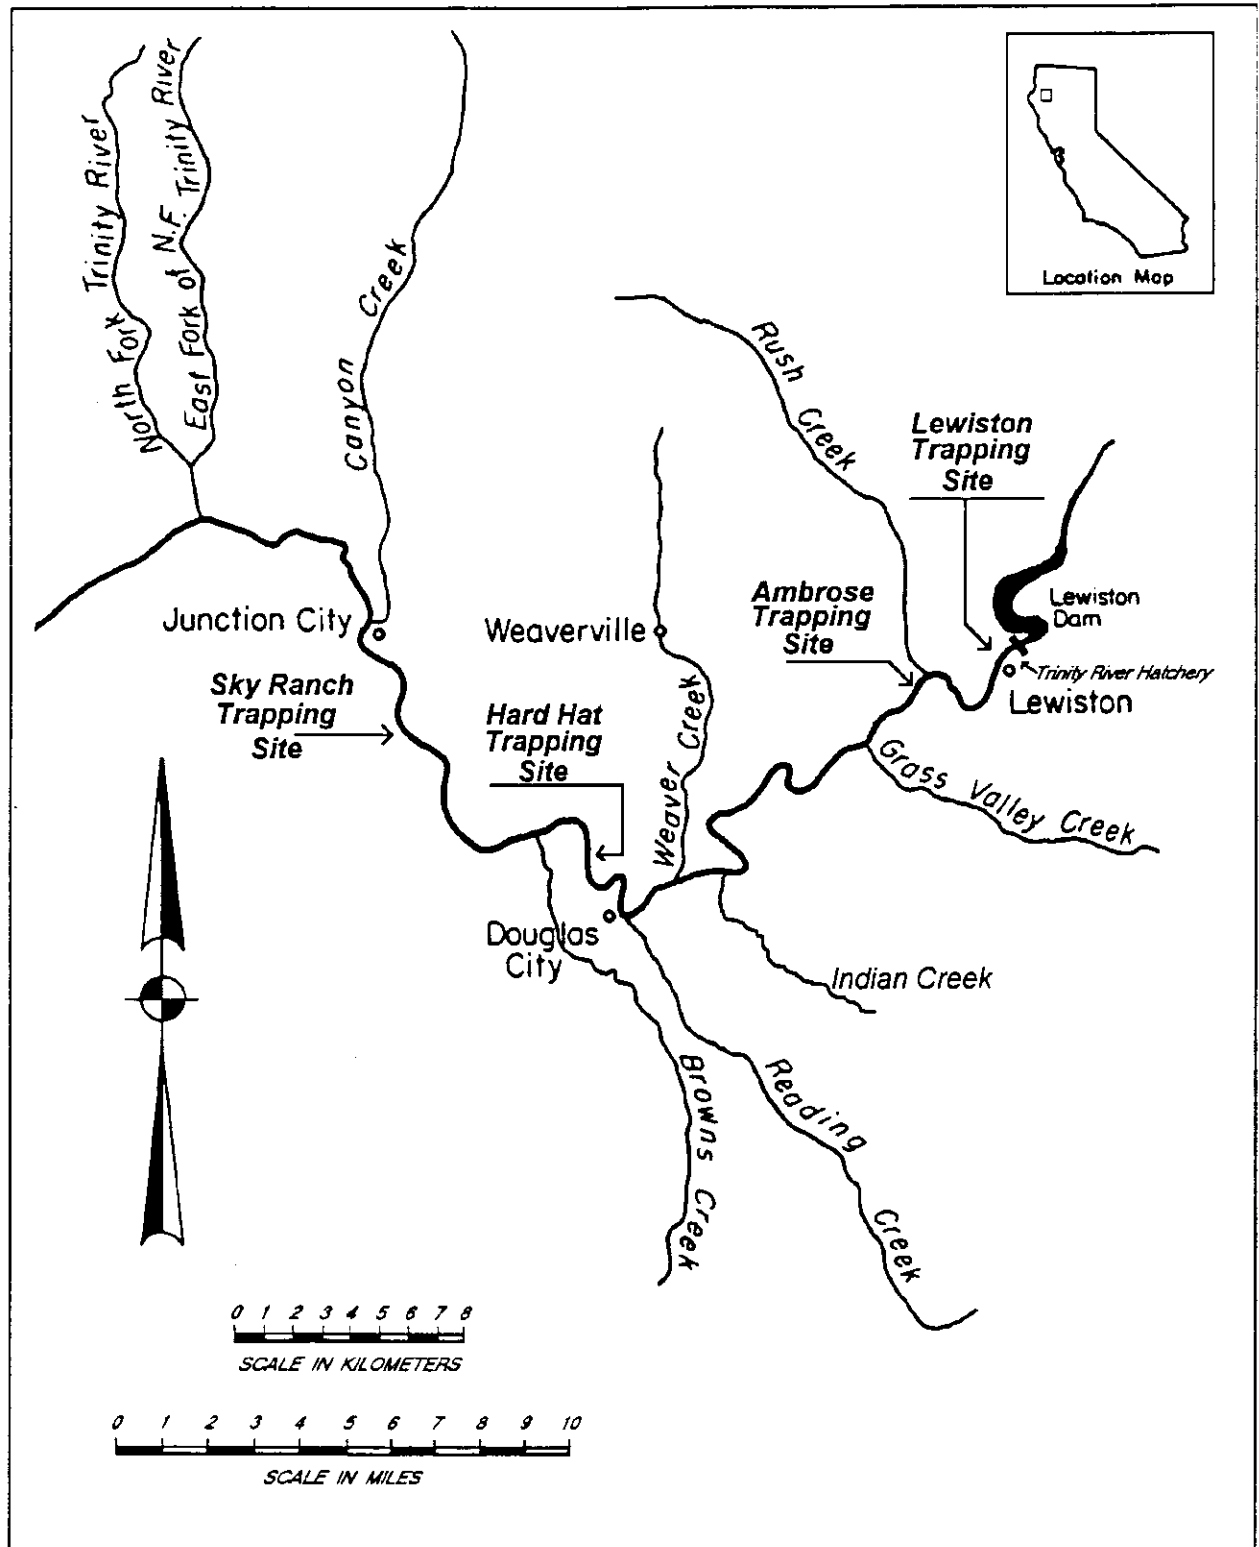 North Fork Trinity River
East Fork of N.F. Trinity River
Canyon Creek
Location Map
Rush Creek
Lewiston
Trapping
Site
Ambrose
Trapping
Site
Lewiston
Dam
Trinity River Hatchery
Lewiston
Junction City
Weaverville
Sky Ranch
Trapping
Site
Hard Hat
Trapping
Site
Weaver Creek
Grass Valley Creek
Douglas
City
Indian Creek
Browns Creek
Reading Creek
0 1 2 3 4 5 6 7 8
SCALE IN KILOMETERS
0 1 2 3 4 5 6 7 8 9 10
SCALE IN MILES